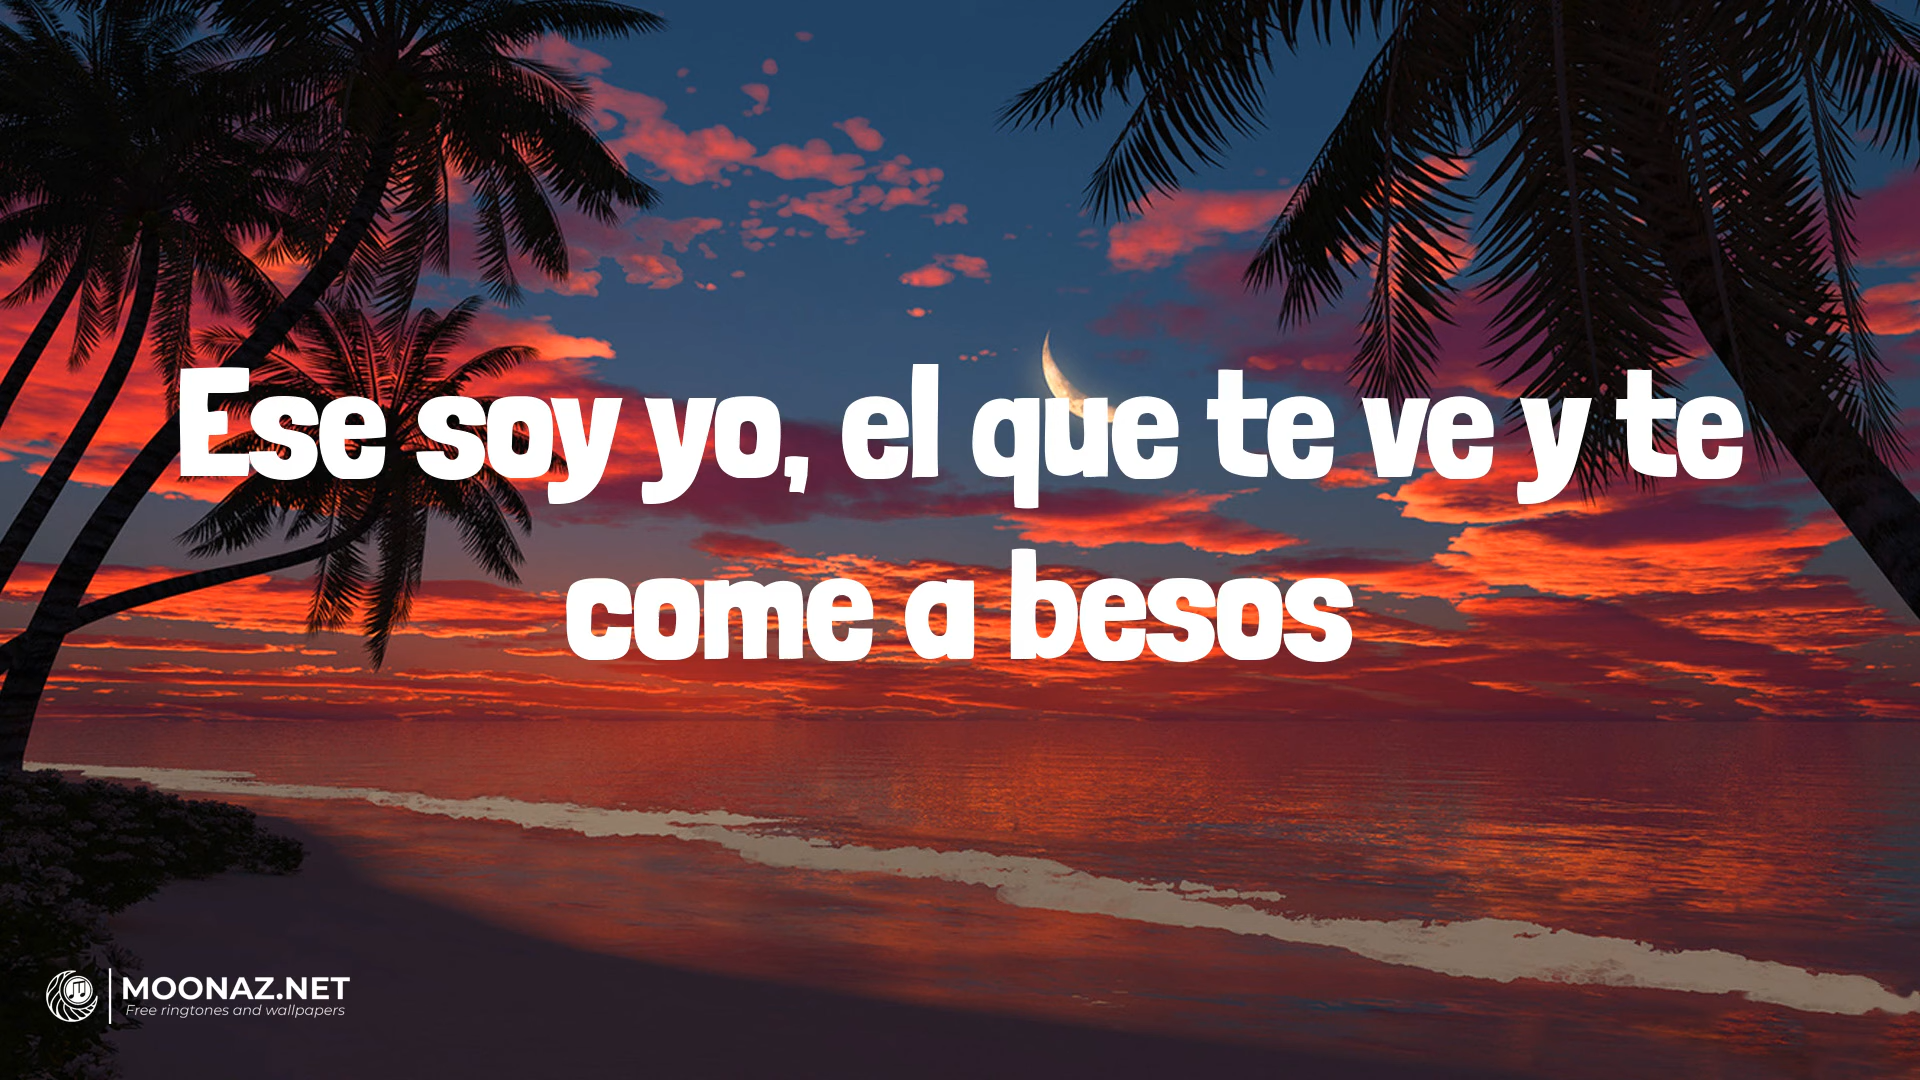 Ese soy yo, el que te ve y te
come a besos
MOONAZ.NET
Free ringtones and wallpapers